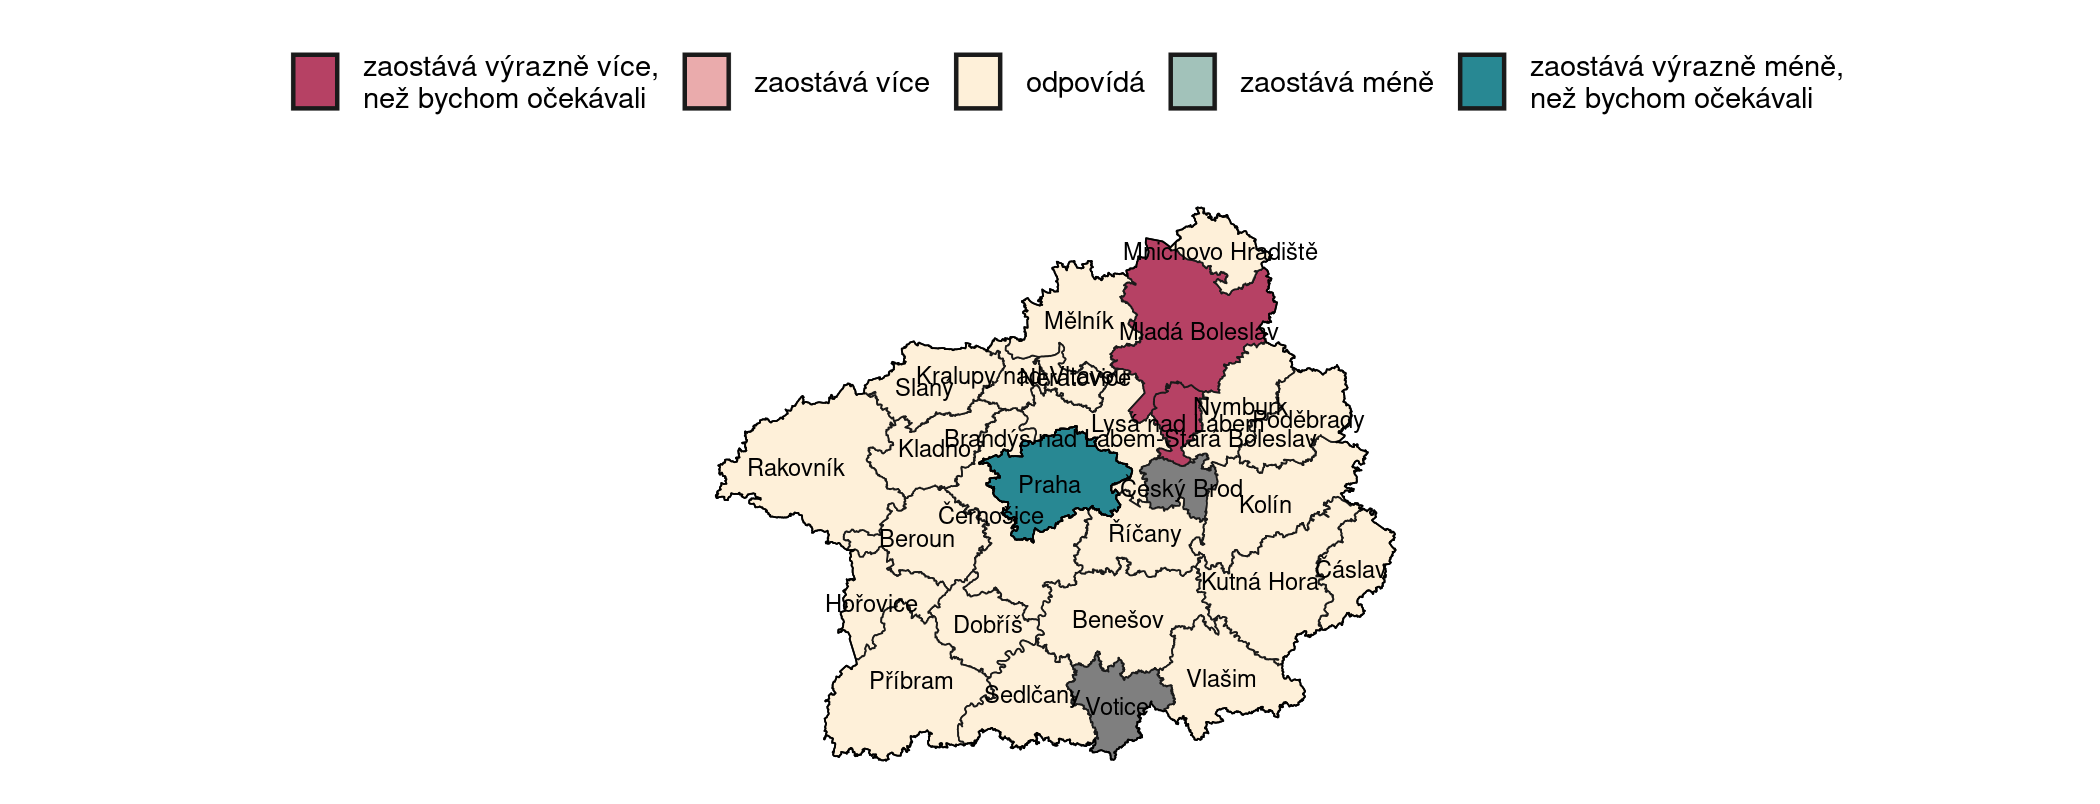 zaostává výrazně více,
než bychom očekávali
zaostává více
odpovídá
zaostává méně
zaostává výrazně méně,
než bychom očekávali
Mnichovo Hradiště
Mělník
Mladá Boleslav
Kralupy nad Vltavou
Neratovice
Slaný
Nymburk
Poděbrady
Lysá nad Labem
Brandýs nad Labem-Stará Boleslav
Kladno
Rakovník
Praha
Český Brod
Kolín
Černošice
Říčany
Beroun
Čáslav
Kutná Hora
Hořovice
Benešov
Dobříš
Vlašim
Příbram
Sedlčany
Votice